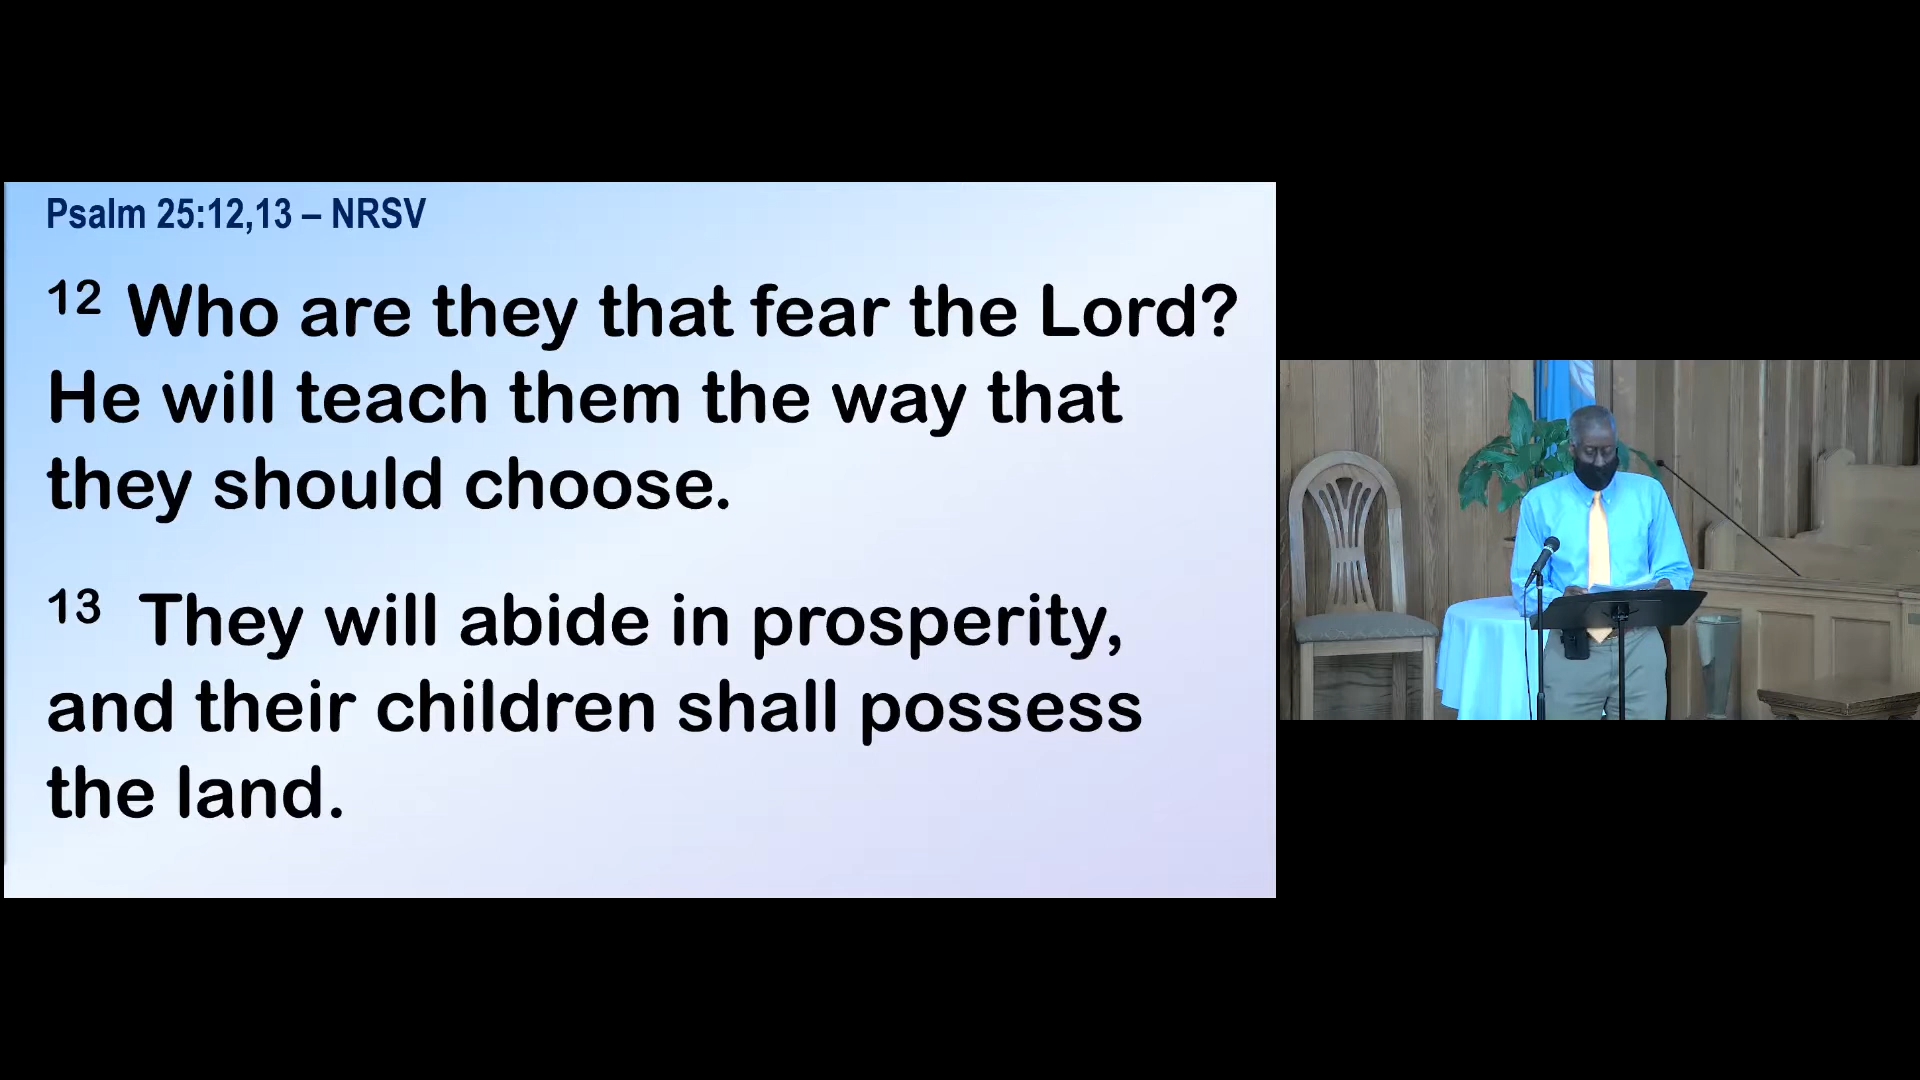 Psalm 25:12,13 – NRSV
12 Who are they that fear the Lord?
He will teach them the way that
they should choose.
13 They will abide in prosperity,
and their children shall possess
the land.